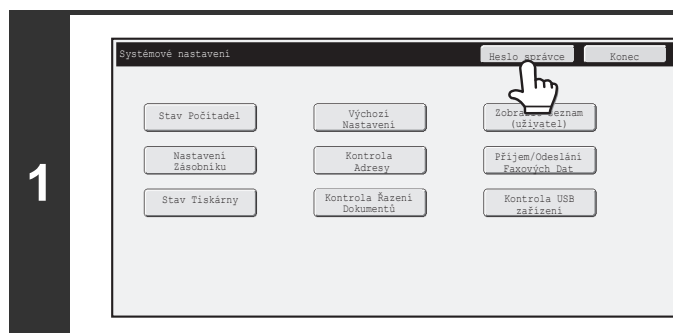 1
Systémové nastavení
Heslo správce
Konec
Stav Počítadel
Výchozí
Nastavení
Zobrazit Seznam
(uživatel)
Nastavení
Zásobníku
Kontrola
Adresy
Příjem/Odeslání
Faxových Dat
Stav Tiskárny
Kontrola Řazení
Dokumentů
Kontrola USB
zařízení